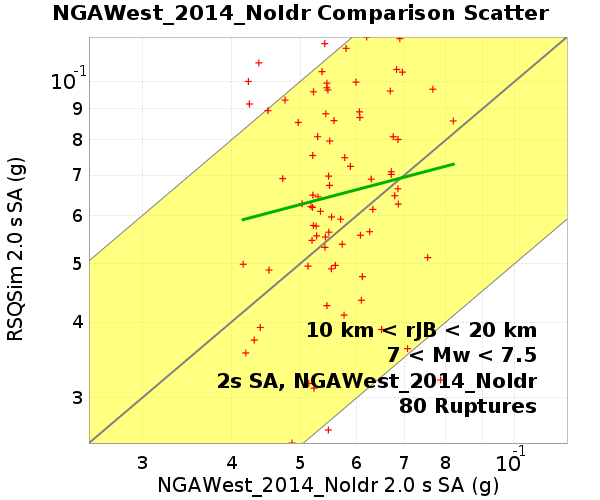 NGAWest_2014_NoIdr Comparison Scatter
10⁻¹
9
8
7
6
5
4
3
RSQSim 2.0 s SA (g)
10 km < rJB < 20 km
7 < Mw < 7.5
2s SA, NGAWest_2014_NoIdr
80 Ruptures
3 4 5 6 7 8 10⁻¹
NGAWest_2014_NoIdr 2.0 s SA (g)